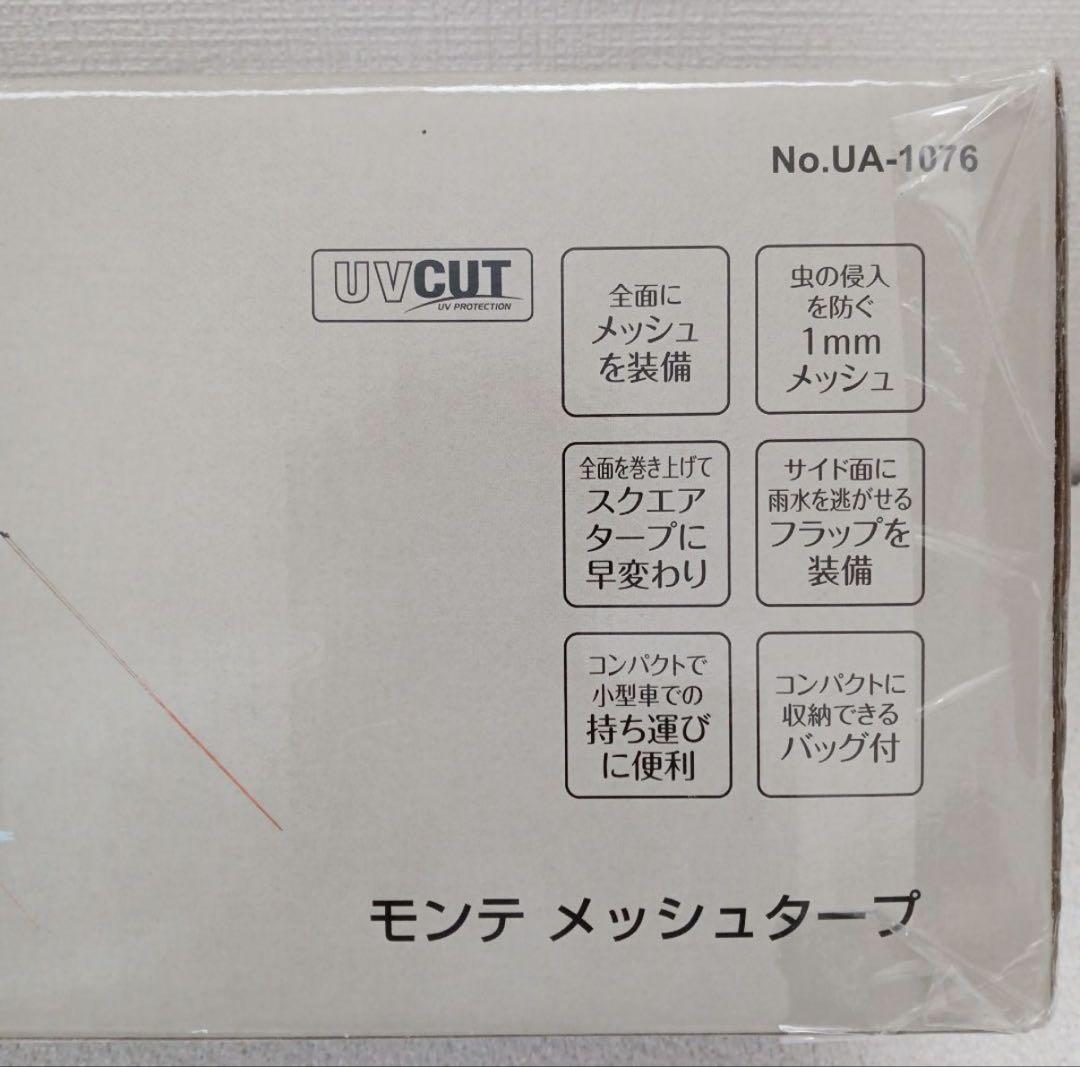 No.UA-1076
UVCUT
UV PROTECTION
全面に
メッシュ
を装備
虫の侵入
を防ぐ
1mm
メッシュ
全面を巻き上げて
スクエア
タープに
早変わり
サイド面に
雨水を逃がせる
フラップを
装備
コンパクトで
小型車での
持ち運び
に便利
コンパクトに
収納できる
バッグ付
モンテ メッシュタープ